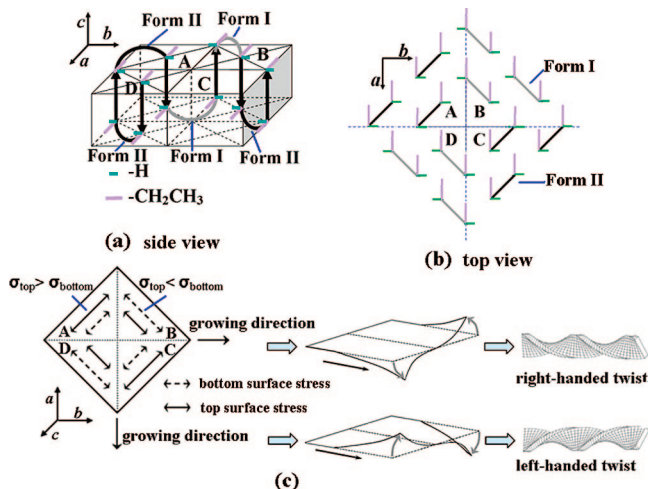 c
b
a
Form II
Form I
A
B
D
C
Form II
Form I
Form II
-H
-CH₂CH₃
(a) side view
b
a
Form I
A
B
D
C
Form II
(b) top view
σtop> σbottom
σtop< σbottom
A
B
D
C
growing direction
right-handed twist
bottom surface stress
top surface stress
a
b
c
growing direction
left-handed twist
(c)